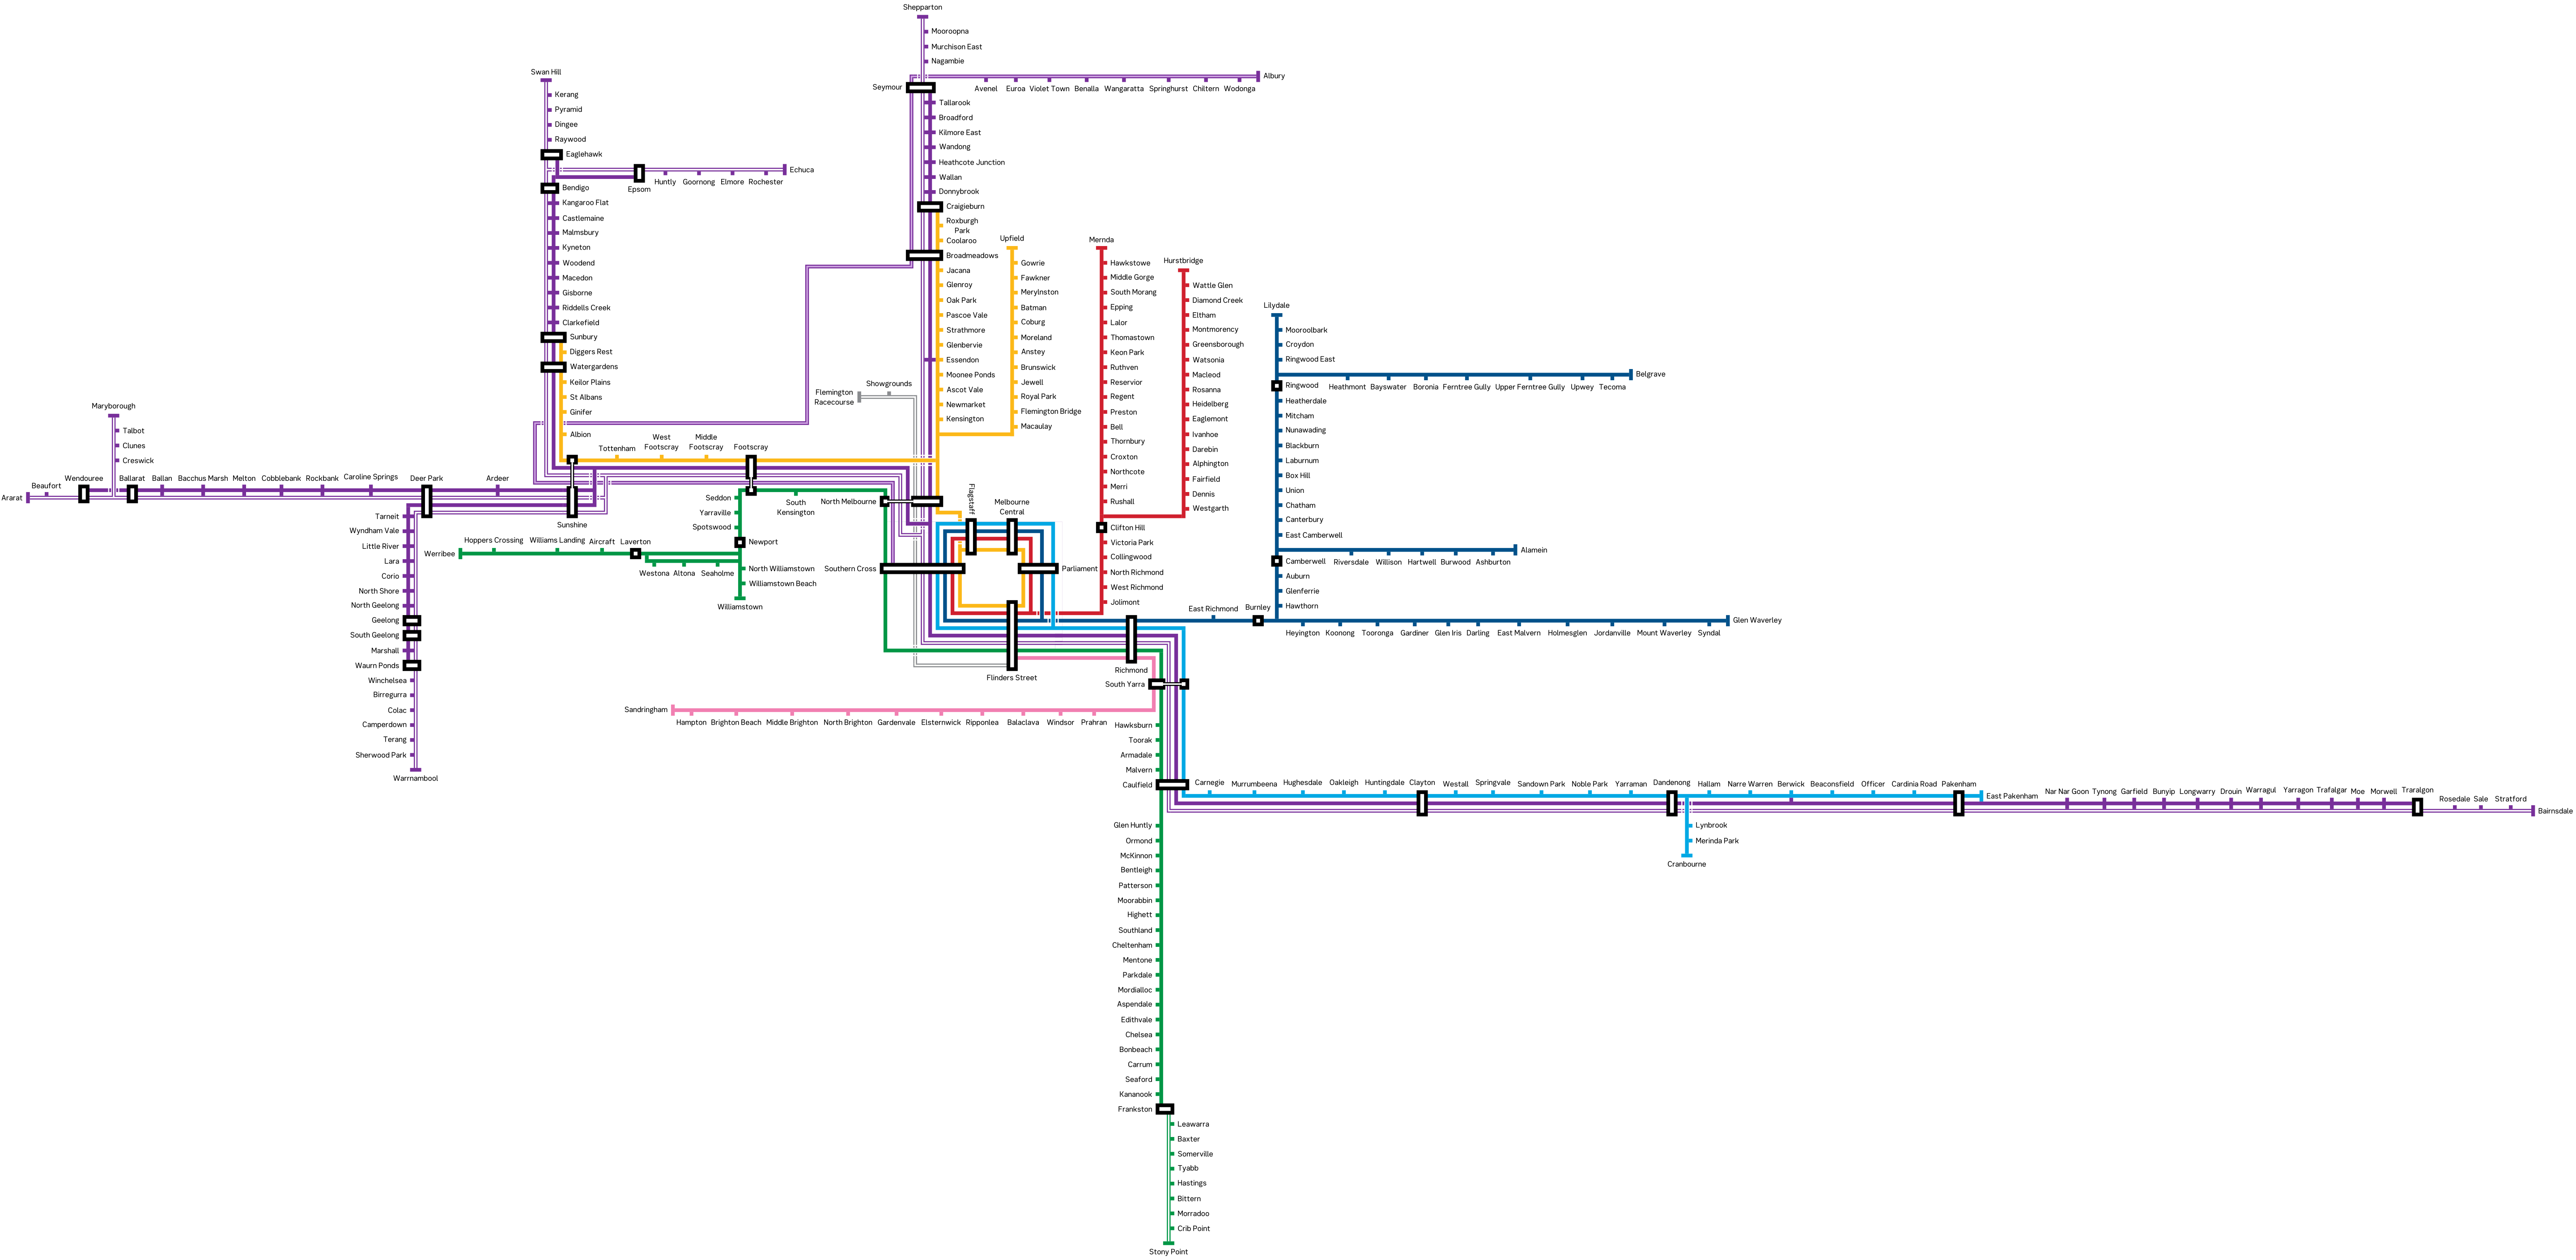 Shepparton
Mooroopna
Murchison East
Nagambie
Albury
Seymour
Avenel
Euroa
Violet Town
Benalla
Wangaratta
Springhurst
Chiltern
Wodonga
Tallarook
Broadford
Kilmore East
Wandong
Heathcote Junction
Wallan
Donnybrook
Craigieburn
Roxburgh
Park
Coolaroo
Broadmeadows
Jacana
Glenroy
Oak Park
Pascoe Vale
Strathmore
Glenbervie
Essendon
Moonee Ponds
Ascot Vale
Newmarket
Kensington
Swan Hill
Kerang
Pyramid
Dingee
Raywood
Eaglehawk
Echuca
Epsom
Huntly
Goornong
Elmore
Rochester
Bendigo
Kangaroo Flat
Castlemaine
Malmsbury
Kyneton
Woodend
Macedon
Gisborne
Riddells Creek
Clarkefield
Sunbury
Diggers Rest
Watergardens
Keilor Plains
St Albans
Ginifer
Albion
Tottenham
West
Footscray
Middle
Footscray
Footscray
Upfield
Gowrie
Fawkner
Merylnston
Batman
Coburg
Moreland
Anstey
Brunswick
Jewell
Royal Park
Flemington Bridge
Macaulay
Mernda
Hawkstowe
Middle Gorge
South Morang
Epping
Lalor
Thomastown
Keon Park
Ruthven
Reservior
Regent
Preston
Bell
Thornbury
Croxton
Northcote
Merri
Rushall
Clifton Hill
Victoria Park
Collingwood
North Richmond
West Richmond
Jolimont
Hurstbridge
Wattle Glen
Diamond Creek
Eltham
Montmorency
Greensborough
Watsonia
Macleod
Rosanna
Heidelberg
Eaglemont
Ivanhoe
Darebin
Alphington
Fairfield
Dennis
Westgarth
Lilydale
Mooroolbark
Croydon
Ringwood East
Belgrave
Ringwood
Heathmont
Bayswater
Boronia
Ferntree Gully
Upper Ferntree Gully
Upwey
Tecoma
Heatherdale
Mitcham
Nunawading
Blackburn
Laburnum
Box Hill
Union
Chatham
Canterbury
East Camberwell
Alamein
Camberwell
Riversdale
Willison
Hartwell
Burwood
Ashburton
Auburn
Glenferrie
Hawthorn
East Richmond
Burnley
Glen Waverley
Heyington
Koonong
Tooronga
Gardiner
Glen Iris
Darling
East Malvern
Holmesglen
Jordanville
Mount Waverley
Syndal
Showgrounds
Flemington
Racecourse
Maryborough
Talbot
Clunes
Creswick
Ararat
Beaufort
Wendouree
Ballarat
Ballan
Bacchus Marsh
Melton
Cobblebank
Rockbank
Caroline Springs
Deer Park
Ardeer
Sunshine
Tarneit
Wyndham Vale
Little River
Lara
Corio
North Shore
North Geelong
Geelong
South Geelong
Marshall
Waurn Ponds
Winchelsea
Birregurra
Colac
Camperdown
Terang
Sherwood Park
Warrnambool
Seddon
Yarraville
Spotswood
South
Kensington
North Melbourne
Newport
Werribee
Hoppers Crossing
Williams Landing
Aircraft
Laverton
Westona
Altona
Seaholme
North Williamstown
Williamstown Beach
Williamstown
Flagstaff
Melbourne
Central
Southern Cross
Parliament
Flinders Street
Richmond
South Yarra
Sandringham
Hampton
Brighton Beach
Middle Brighton
North Brighton
Gardenvale
Elsternwick
Ripponlea
Balaclava
Windsor
Prahran
Hawksburn
Toorak
Armadale
Malvern
Caulfield
Carnegie
Murrumbeena
Hughesdale
Oakleigh
Huntingdale
Clayton
Westall
Springvale
Sandown Park
Noble Park
Yarraman
Dandenong
Hallam
Narre Warren
Berwick
Beaconsfield
Officer
Cardinia Road
Pakenham
East Pakenham
Nar Nar Goon
Tynong
Garfield
Bunyip
Longwarry
Drouin
Warragul
Yarragon
Trafalgar
Moe
Morwell
Traralgon
Rosedale
Sale
Stratford
Bairnsdale
Lynbrook
Merinda Park
Cranbourne
Glen Huntly
Ormond
McKinnon
Bentleigh
Patterson
Moorabbin
Highett
Southland
Cheltenham
Mentone
Parkdale
Mordialloc
Aspendale
Edithvale
Chelsea
Bonbeach
Carrum
Seaford
Kananook
Frankston
Leawarra
Baxter
Somerville
Tyabb
Hastings
Bittern
Morradoo
Crib Point
Stony Point